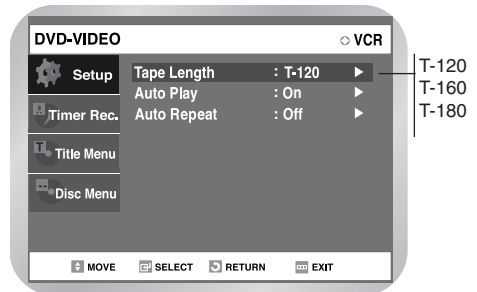 DVD-VIDEO VCR
Setup
Tape Length : T-120
Auto Play : On
Auto Repeat : Off
Timer Rec.
Title Menu
Disc Menu
MOVE SELECT RETURN EXIT
T-120
T-160
T-180